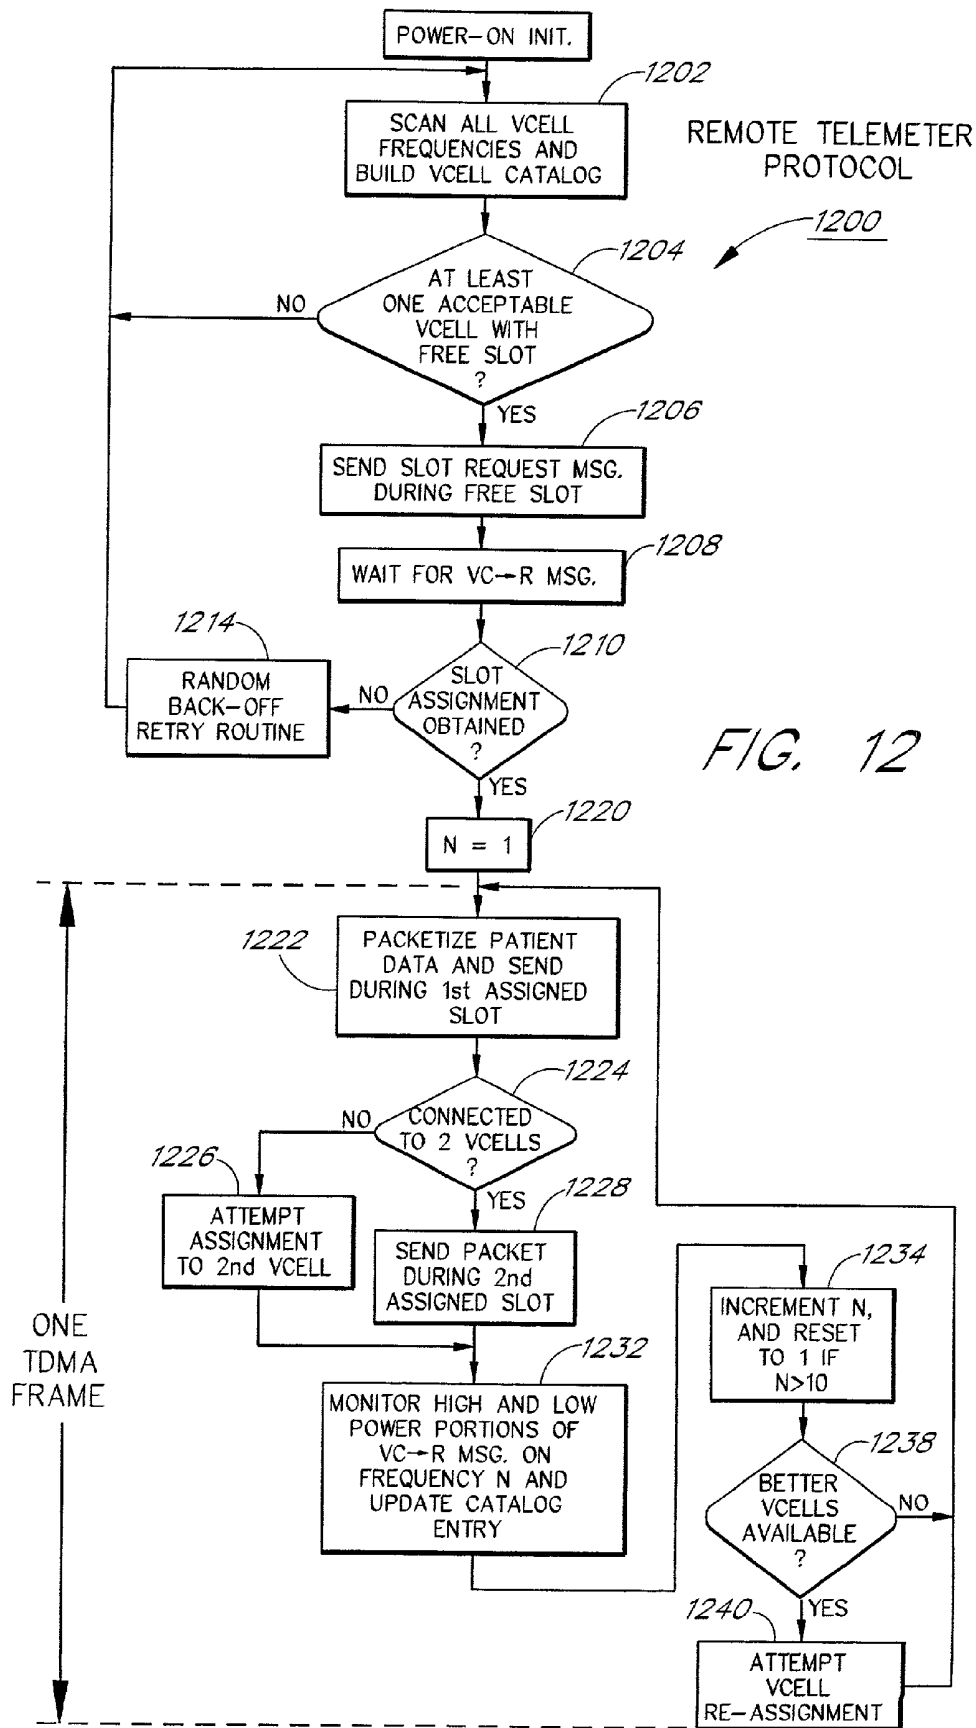 POWER-ON INIT.
1202
SCAN ALL VCELL
FREQUENCIES AND
BUILD VCELL CATALOG
REMOTE TELEMETER
PROTOCOL
1200
1204
AT LEAST
ONE ACCEPTABLE
VCELL WITH
FREE SLOT
?
NO
YES
1206
SEND SLOT REQUEST MSG.
DURING FREE SLOT
1208
WAIT FOR VC→R MSG.
1210
SLOT
ASSIGNMENT
OBTAINED
?
NO
1214
RANDOM
BACK-OFF
RETRY ROUTINE
YES
FIG. 12
1220
N = 1
1222
PACKETIZE PATIENT
DATA AND SEND
DURING 1st ASSIGNED
SLOT
1224
CONNECTED
TO 2 VCELLS
?
NO
YES
1226
ATTEMPT
ASSIGNMENT
TO 2nd VCELL
1228
SEND PACKET
DURING 2nd
ASSIGNED SLOT
ONE
TDMA
FRAME
1232
MONITOR HIGH AND LOW
POWER PORTIONS OF
VC→R MSG. ON
FREQUENCY N AND
UPDATE CATALOG
ENTRY
1234
INCREMENT N,
AND RESET
TO 1 IF
N>10
1238
BETTER
VCELLS
AVAILABLE
?
NO
YES
1240
ATTEMPT
VCELL
RE-ASSIGNMENT